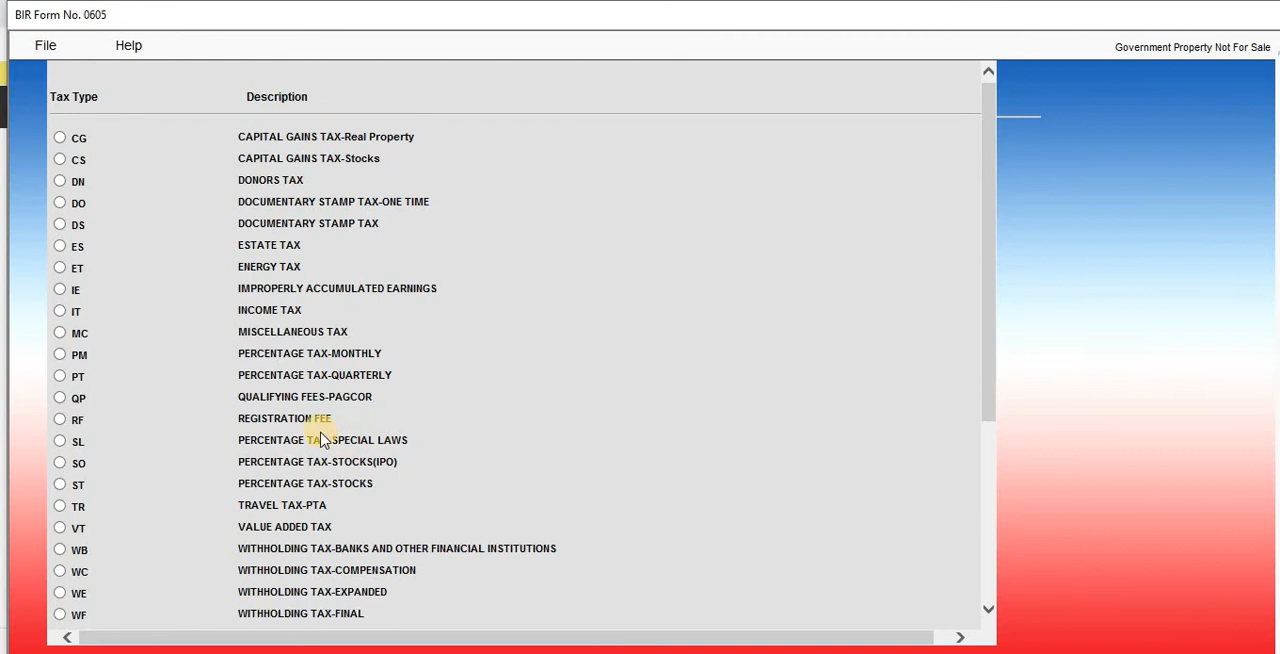 BIR Form No. 0605
File Help Government Property Not For Sale
Tax Type Description
CG CAPITAL GAINS TAX-Real Property
CS CAPITAL GAINS TAX-Stocks
DN DONORS TAX
DO DOCUMENTARY STAMP TAX-ONE TIME
DS DOCUMENTARY STAMP TAX
ES ESTATE TAX
ET ENERGY TAX
IE IMPROPERLY ACCUMULATED EARNINGS
IT INCOME TAX
MC MISCELLANEOUS TAX
PM PERCENTAGE TAX-MONTHLY
PT PERCENTAGE TAX-QUARTERLY
QP QUALIFYING FEES-PAGCOR
RF REGISTRATION FEE
SL PERCENTAGE TAX-SPECIAL LAWS
SO PERCENTAGE TAX-STOCKS(IPO)
ST PERCENTAGE TAX-STOCKS
TR TRAVEL TAX-PTA
VT VALUE ADDED TAX
WB WITHHOLDING TAX-BANKS AND OTHER FINANCIAL INSTITUTIONS
WC WITHHOLDING TAX-COMPENSATION
WE WITHHOLDING TAX-EXPANDED
WF WITHHOLDING TAX-FINAL